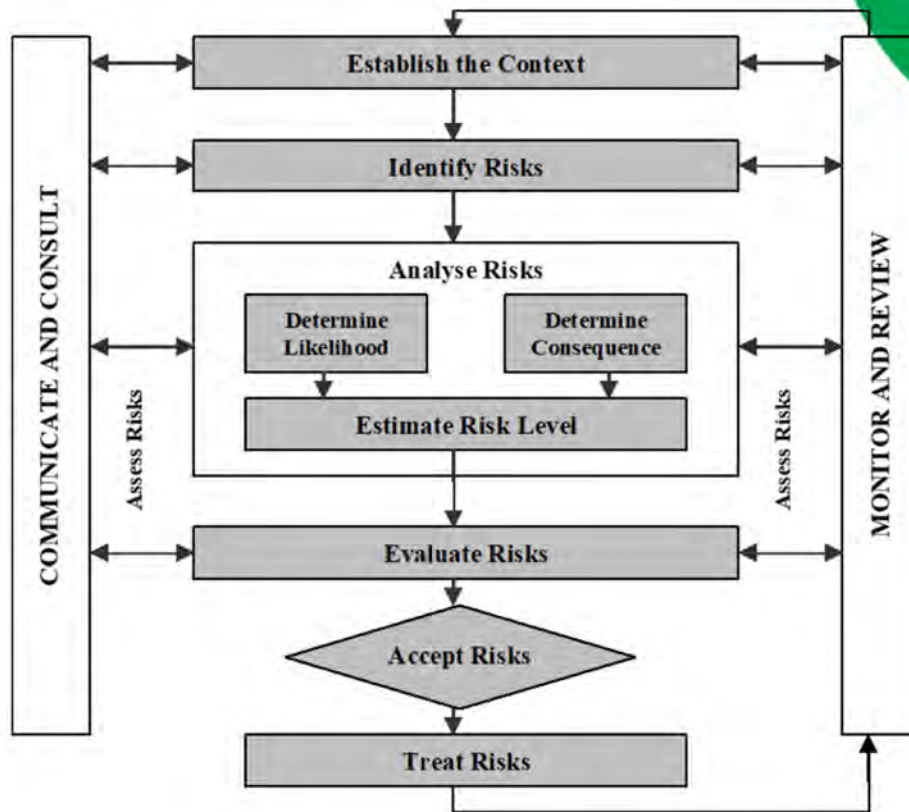 Establish the Context
Identify Risks
Analyse Risks
Determine
Likelihood
Determine
Consequence
Estimate Risk Level
Evaluate Risks
Accept Risks
Treat Risks
COMMUNICATE AND CONSULT
Assess Risks
Assess Risks
MONITOR AND REVIEW